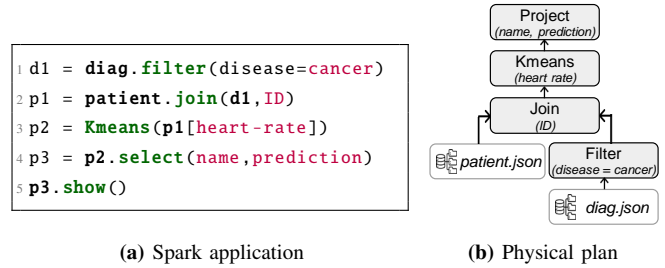 1 d1 = diag.filter(disease=cancer)
2 p1 = patient.join(d1,ID)
3 p2 = Kmeans(p1[heart-rate])
4 p3 = p2.select(name,prediction)
5 p3.show()
(a) Spark application
Project
(name, prediction)
Kmeans
(heart rate)
Join
(ID)
patient.json
Filter
(disease = cancer)
diag.json
(b) Physical plan